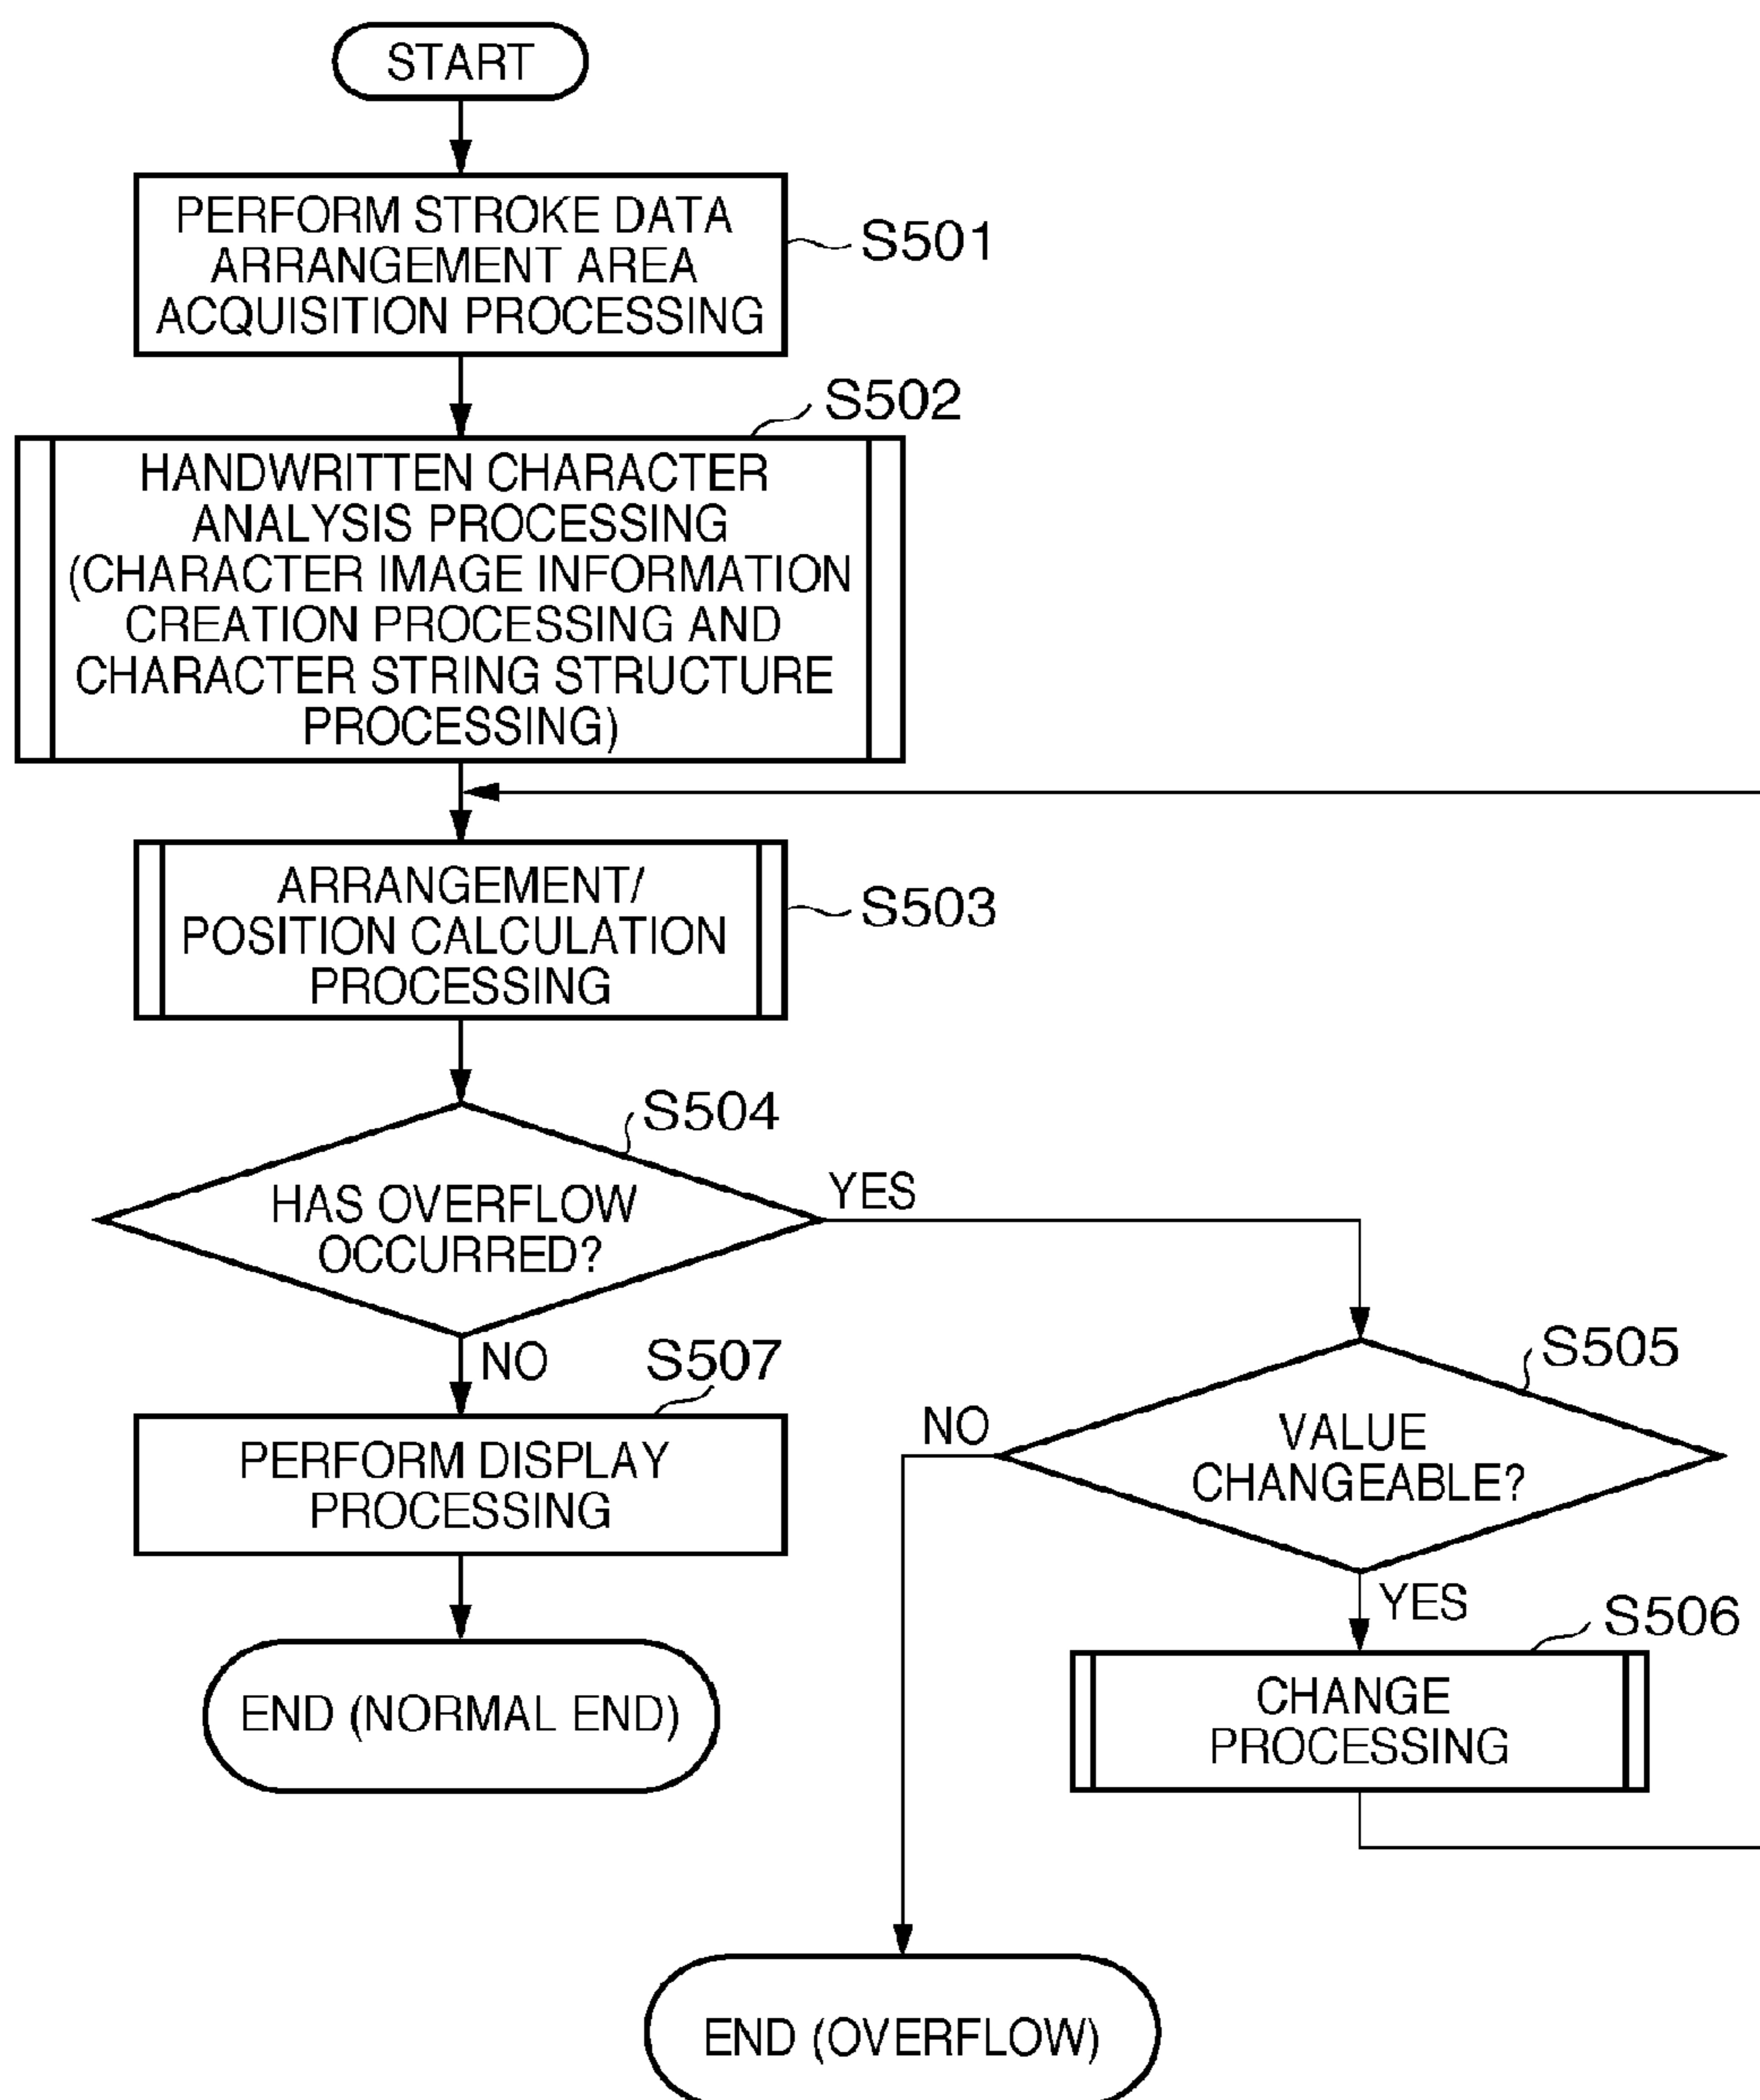 START
PERFORM STROKE DATA
ARRANGEMENT AREA
ACQUISITION PROCESSING
S501
S502
HANDWRITTEN CHARACTER
ANALYSIS PROCESSING
(CHARACTER IMAGE INFORMATION
CREATION PROCESSING AND
CHARACTER STRING STRUCTURE
PROCESSING)
ARRANGEMENT/
POSITION CALCULATION
PROCESSING
S503
S504
HAS OVERFLOW
OCCURRED?
YES
NO
S507
PERFORM DISPLAY
PROCESSING
END (NORMAL END)
S505
VALUE
CHANGEABLE?
NO
YES
S506
CHANGE
PROCESSING
END (OVERFLOW)